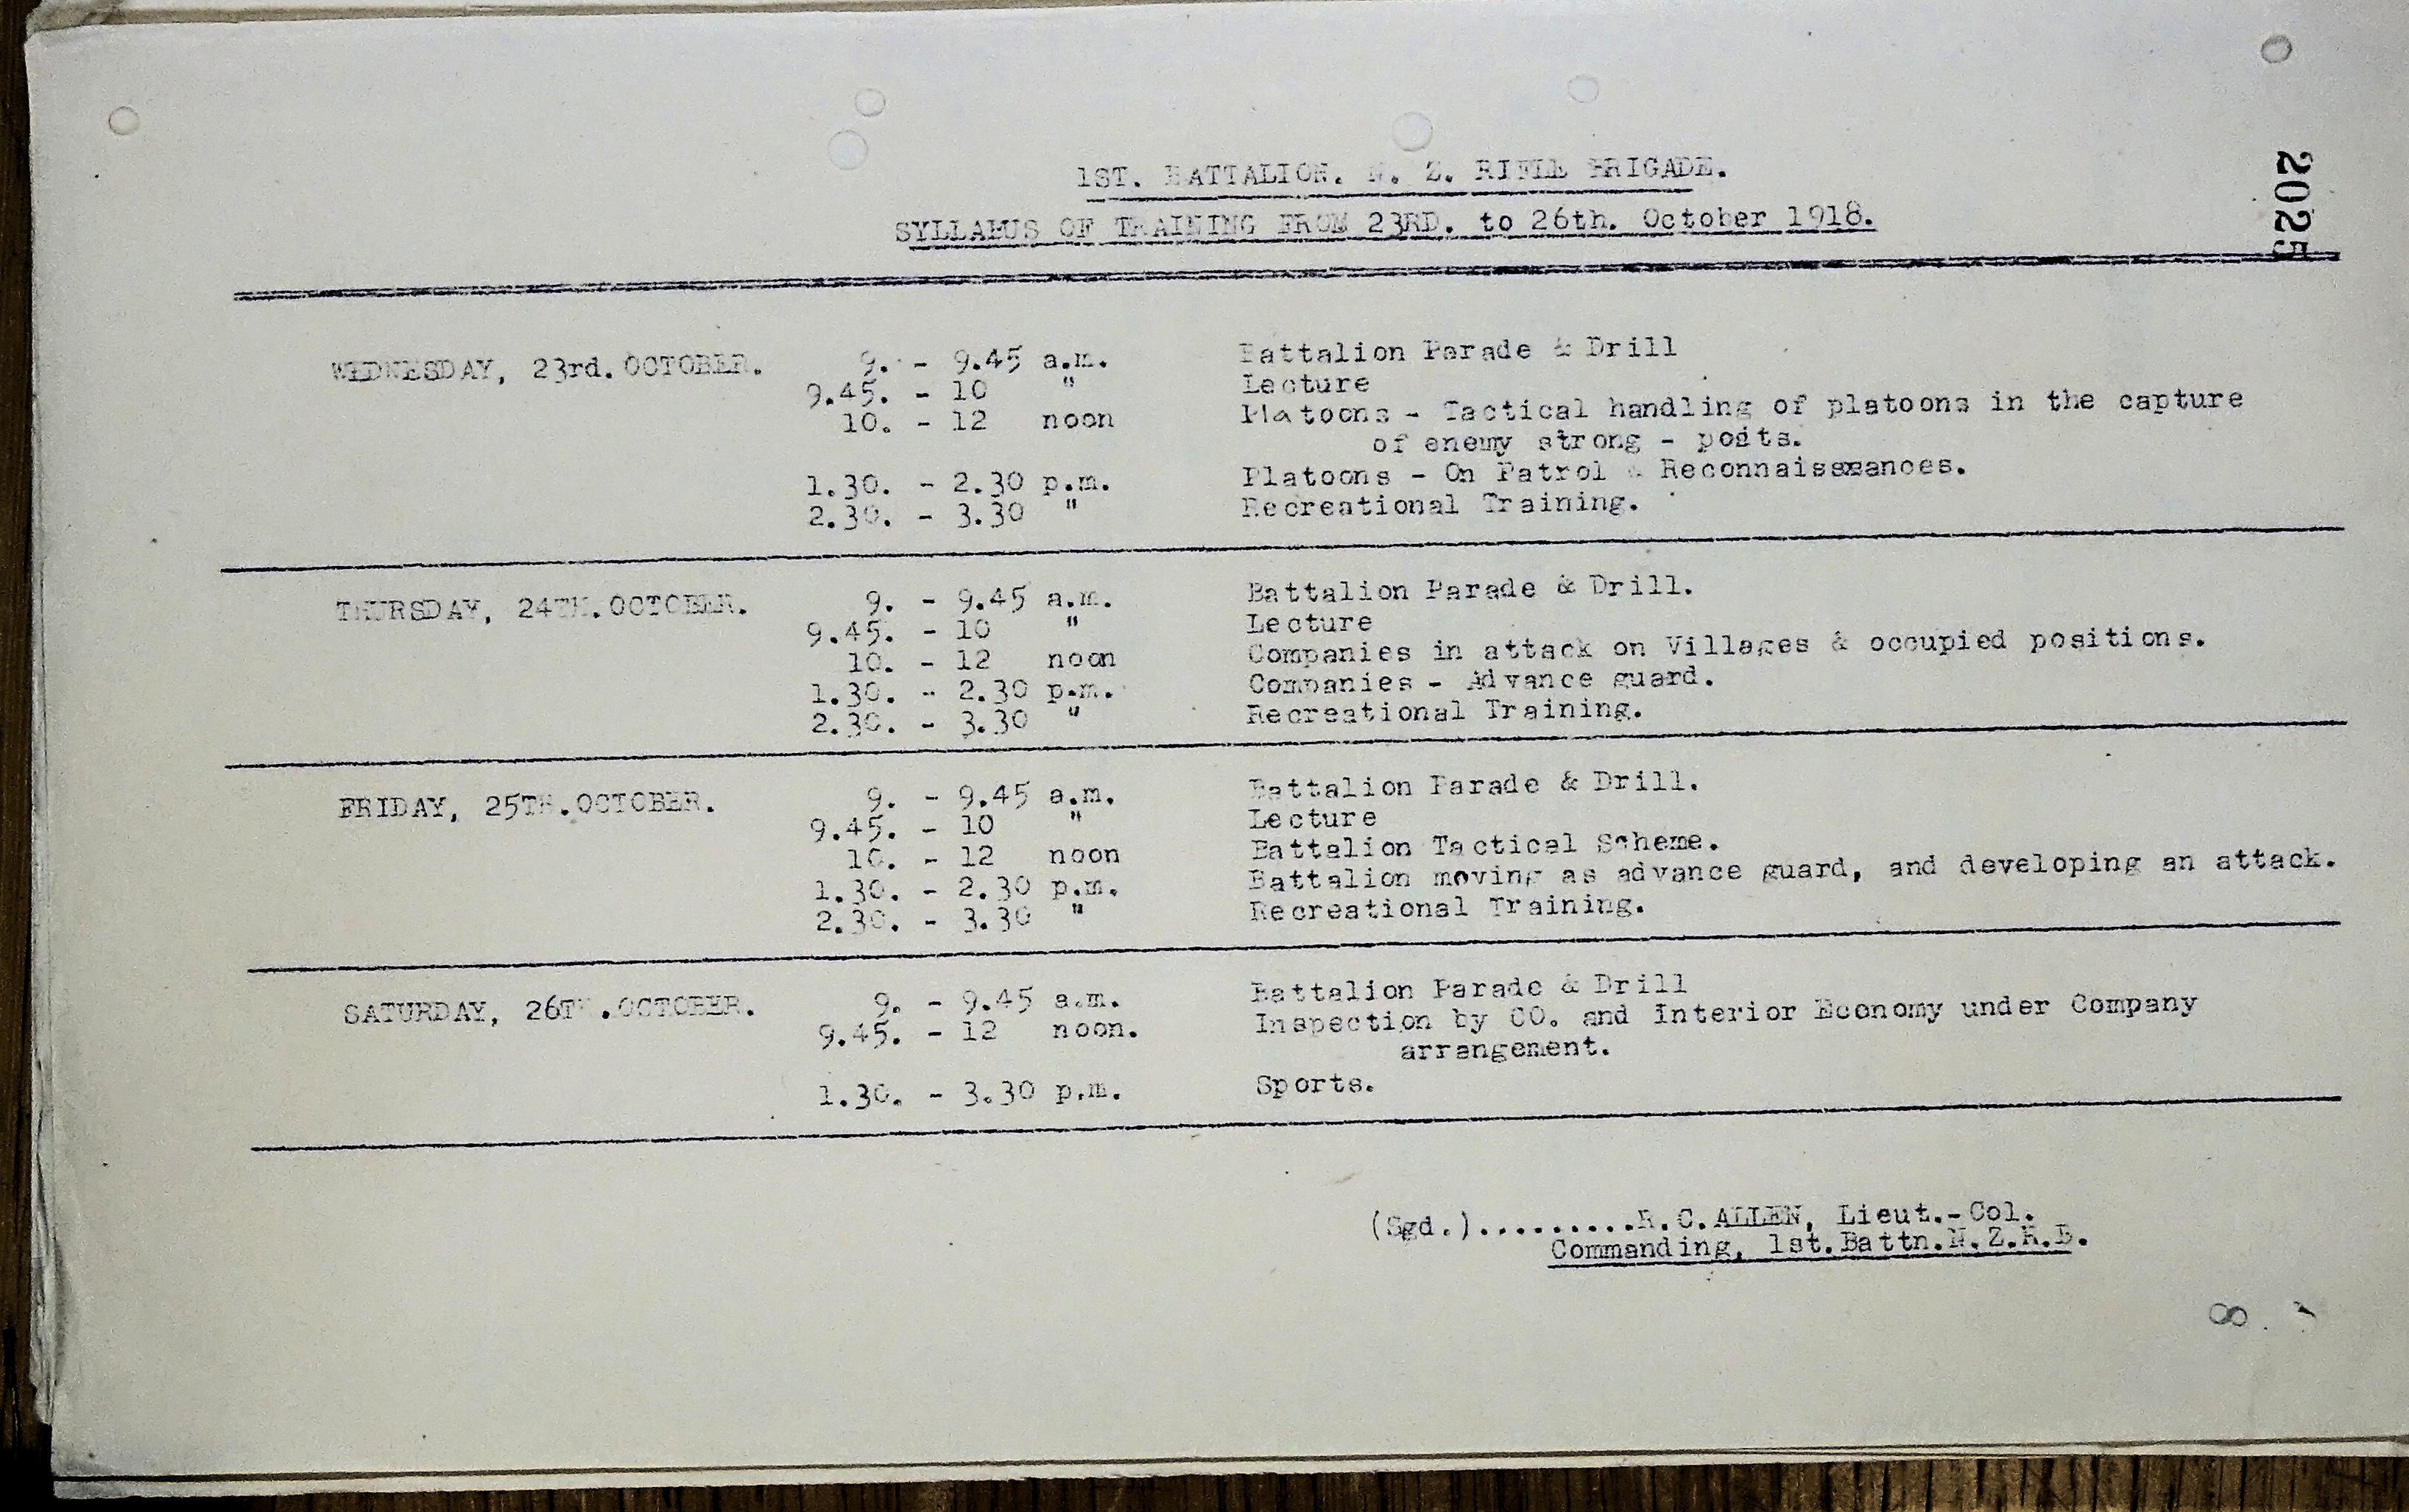 1ST. BATTALION. N. Z. RIFLE BRIGADE.
SYLLABUS OF TRAINING FROM 23RD. to 26th. October 1918.
2025
WEDNESDAY, 23rd. OCTOBER. 9. - 9.45 a.m. Battalion Parade & Drill
9.45. - 10 " Lecture
10. - 12 noon Platoons - Tactical handling of platoons in the capture
of enemy strong - posts.
1.30. - 2.30 p.m. Platoons - On Patrol & Reconnaissxxances.
2.30. - 3.30 " Recreational Training.
THURSDAY, 24TH. OCTOBER. 9. - 9.45 a.m. Battalion Parade & Drill.
9.45. - 10 " Lecture
10. - 12 noon Companies in attack on Villages & occupied positions.
1.30. - 2.30 p.m. Companies - Advance guard.
2.30. - 3.30 " Recreational Training.
FRIDAY, 25TH. OCTOBER. 9. - 9.45 a.m. Battalion Parade & Drill.
9.45. - 10 " Lecture
10. - 12 noon Battalion Tactical Scheme.
1.30. - 2.30 p.m. Battalion moving as advance guard, and developing an attack.
2.30. - 3.30 " Recreational Training.
SATURDAY, 26TH. OCTOBER. 9. - 9.45 a.m. Battalion Parade & Drill
9.45. - 12 noon. Inspection by CO. and Interior Economy under Company
arrangement.
1.30. - 3.30 p.m. Sports.
(Sgd.).........R.C.ALLEN, Lieut.-Col.
Commanding, 1st.Battn.N.Z.R.B.
8